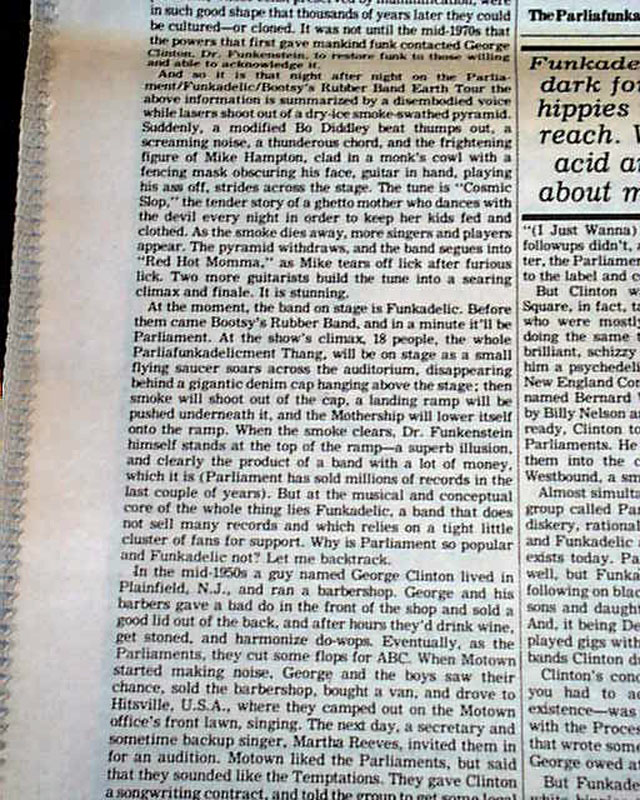 in such good shape that thousands of years later they could
be cultured—or cloned. It was not until the mid-1970s that
the powers that first gave mankind funk contacted George
Clinton, Dr. Funkenstein, to restore funk to those willing
and able to acknowledge it.
And so it is that night after night on the Parlia-
ment/Funkadelic/Bootsy's Rubber Band Earth Tour the
above information is summarized by a disembodied voice
while lasers shoot out of a dry-ice smoke-swathed pyramid.
Suddenly, a modified Bo Diddley beat thumps out, a
screaming noise, a thunderous chord, and the frightening
figure of Mike Hampton, clad in a monk's cowl with a
fencing mask obscuring his face, guitar in hand, playing
his ass off, strides across the stage. The tune is "Cosmic
Slop," the tender story of a ghetto mother who dances with
the devil every night in order to keep her kids fed and
clothed. As the smoke dies away, more singers and players
appear. The pyramid withdraws, and the band segues into
"Red Hot Momma," as Mike tears off lick after furious
lick. Two more guitarists build the tune into a searing
climax and finale. It is stunning.
At the moment, the band on stage is Funkadelic. Before
them came Bootsy's Rubber Band, and in a minute it'll be
Parliament. At the show's climax, 18 people, the whole
Parliafunkadelicment Thang, will be on stage as a small
flying saucer soars across the auditorium, disappearing
behind a gigantic denim cap hanging above the stage; then
smoke will shoot out of the cap, a landing ramp will be
pushed underneath it, and the Mothership will lower itself
onto the ramp. When the smoke clears, Dr. Funkenstein
himself stands at the top of the ramp—a superb illusion,
and clearly the product of a band with a lot of money,
which it is (Parliament has sold millions of records in the
last couple of years). But at the musical and conceptual
core of the whole thing lies Funkadelic, a band that does
not sell many records and which relies on a tight little
cluster of fans for support. Why is Parliament so popular
and Funkadelic not? Let me backtrack.
In the mid-1950s a guy named George Clinton lived in
Plainfield, N.J., and ran a barbershop. George and his
barbers gave a bad do in the front of the shop and sold a
good lid out of the back, and after hours they'd drink wine,
get stoned, and harmonize do-wops. Eventually, as the
Parliaments, they cut some flops for ABC. When Motown
started making noise, George and the boys saw their
chance, sold the barbershop, bought a van, and drove to
Hitsville, U.S.A., where they camped out on the Motown
office's front lawn, singing. The next day, a secretary and
sometime backup singer, Martha Reeves, invited them in
for an audition. Motown liked the Parliaments, but said
that they sounded like the Temptations. They gave Clinton
a songwriting contract, and told the group to get some local
The Parliafunka
Funkade
dark fo
hippies
reach. W
acid a
about m
"(I Just Wanna)
followups didn't, a
ter, the Parliamen
to the label and c
But Clinton w
Square, in fact, ta
who were mostly
doing the same t
brilliant, schizzy
him a psychedeli
New England Co
named Bernard W
by Billy Nelson a
ready, Clinton to
Parliaments. He
them into the c
Westbound, a sm
Almost simult
group called Par
diskery, rationa
and Funkadelic
exists today. Pa
well, but Funka
following on blac
sons and daugh
And, it being De
played gigs with
bands Clinton d
Clinton's conc
you had to a
existence—was
with the Proces
that wrote som
George owed at
But Funkade